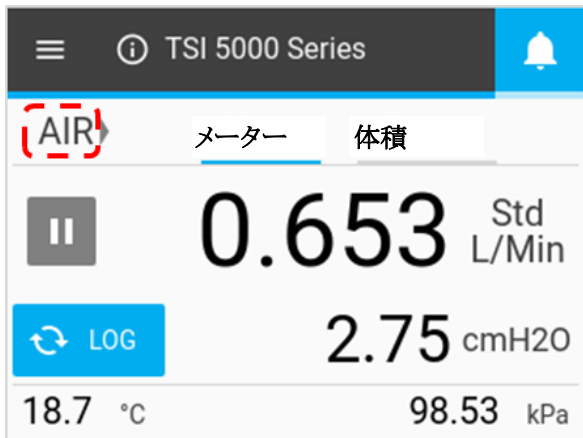 TSI 5000 Series
AIR メーター 体積
0.653 Std L/Min
LOG 2.75 cmH2O
18.7 °C 98.53 kPa